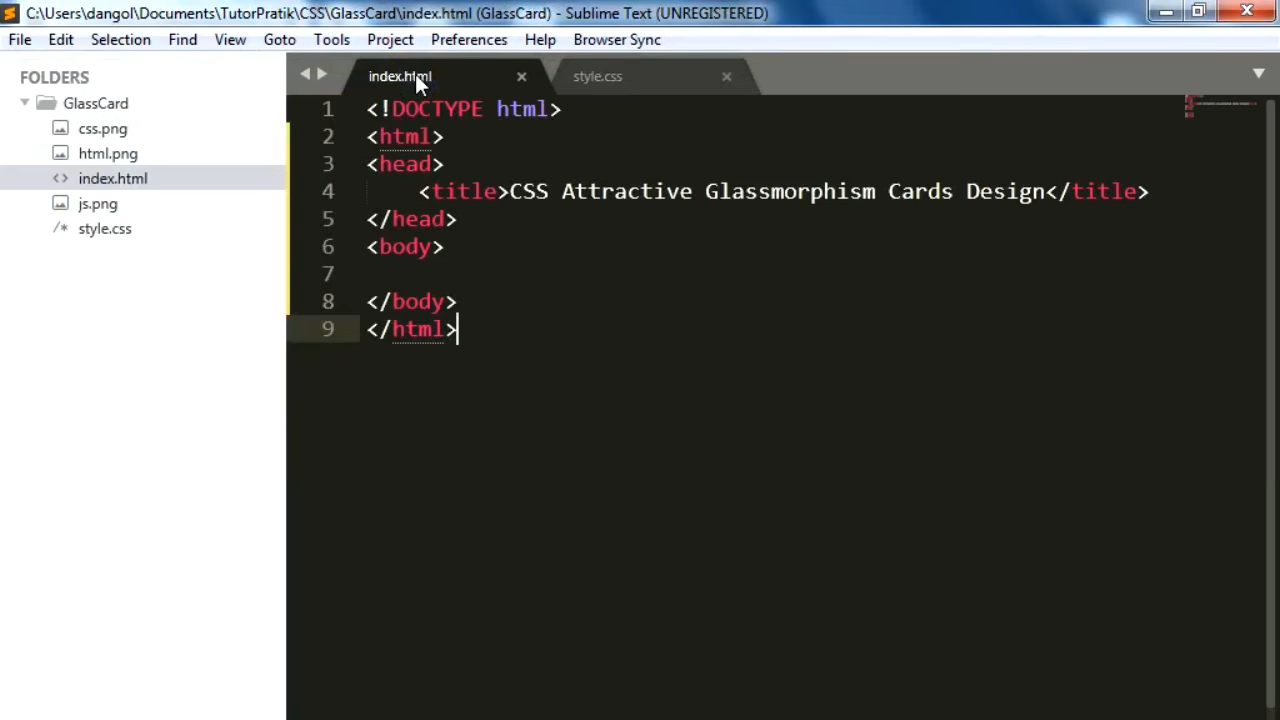 C:\Users\dangol\Documents\TutorPratik\CSS\GlassCard\index.html (GlassCard) - Sublime Text (UNREGISTERED)
File Edit Selection Find View Goto Tools Project Preferences Help Browser Sync
FOLDERS
GlassCard
css.png
html.png
index.html
js.png
style.css
index.html style.css
1 <!DOCTYPE html>
2 <html>
3 <head>
4 <title>CSS Attractive Glassmorphism Cards Design</title>
5 </head>
6 <body>
7
8 </body>
9 </html>